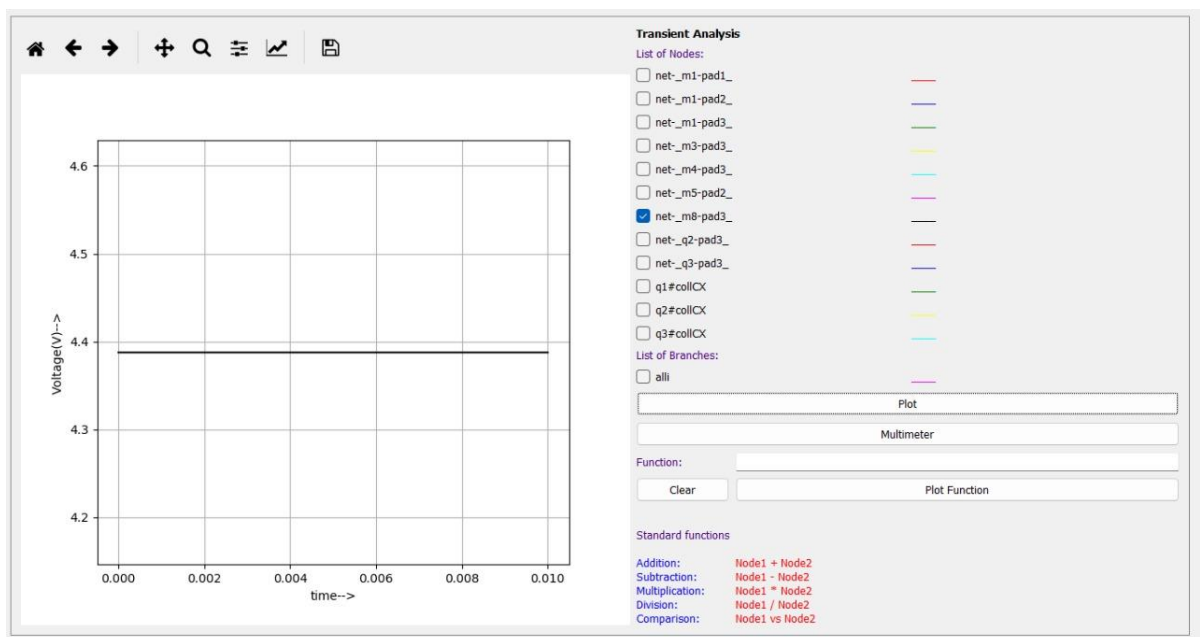 Transient Analysis
List of Nodes:
net-_m1-pad1_
net-_m1-pad2_
net-_m1-pad3_
net-_m3-pad3_
net-_m4-pad3_
net-_m5-pad2_
net-_m8-pad3_
net-_q2-pad3_
net-_q3-pad3_
q1#collCX
q2#collCX
q3#collCX
List of Branches:
alli
Plot
Multimeter
Function:
Clear Plot Function
Standard functions
Addition: Node1 + Node2
Subtraction: Node1 - Node2
Multiplication: Node1 * Node2
Division: Node1 / Node2
Comparison: Node1 vs Node2
Voltage(V)-->
4.6
4.5
4.4
4.3
4.2
0.000 0.002 0.004 0.006 0.008 0.010
time-->